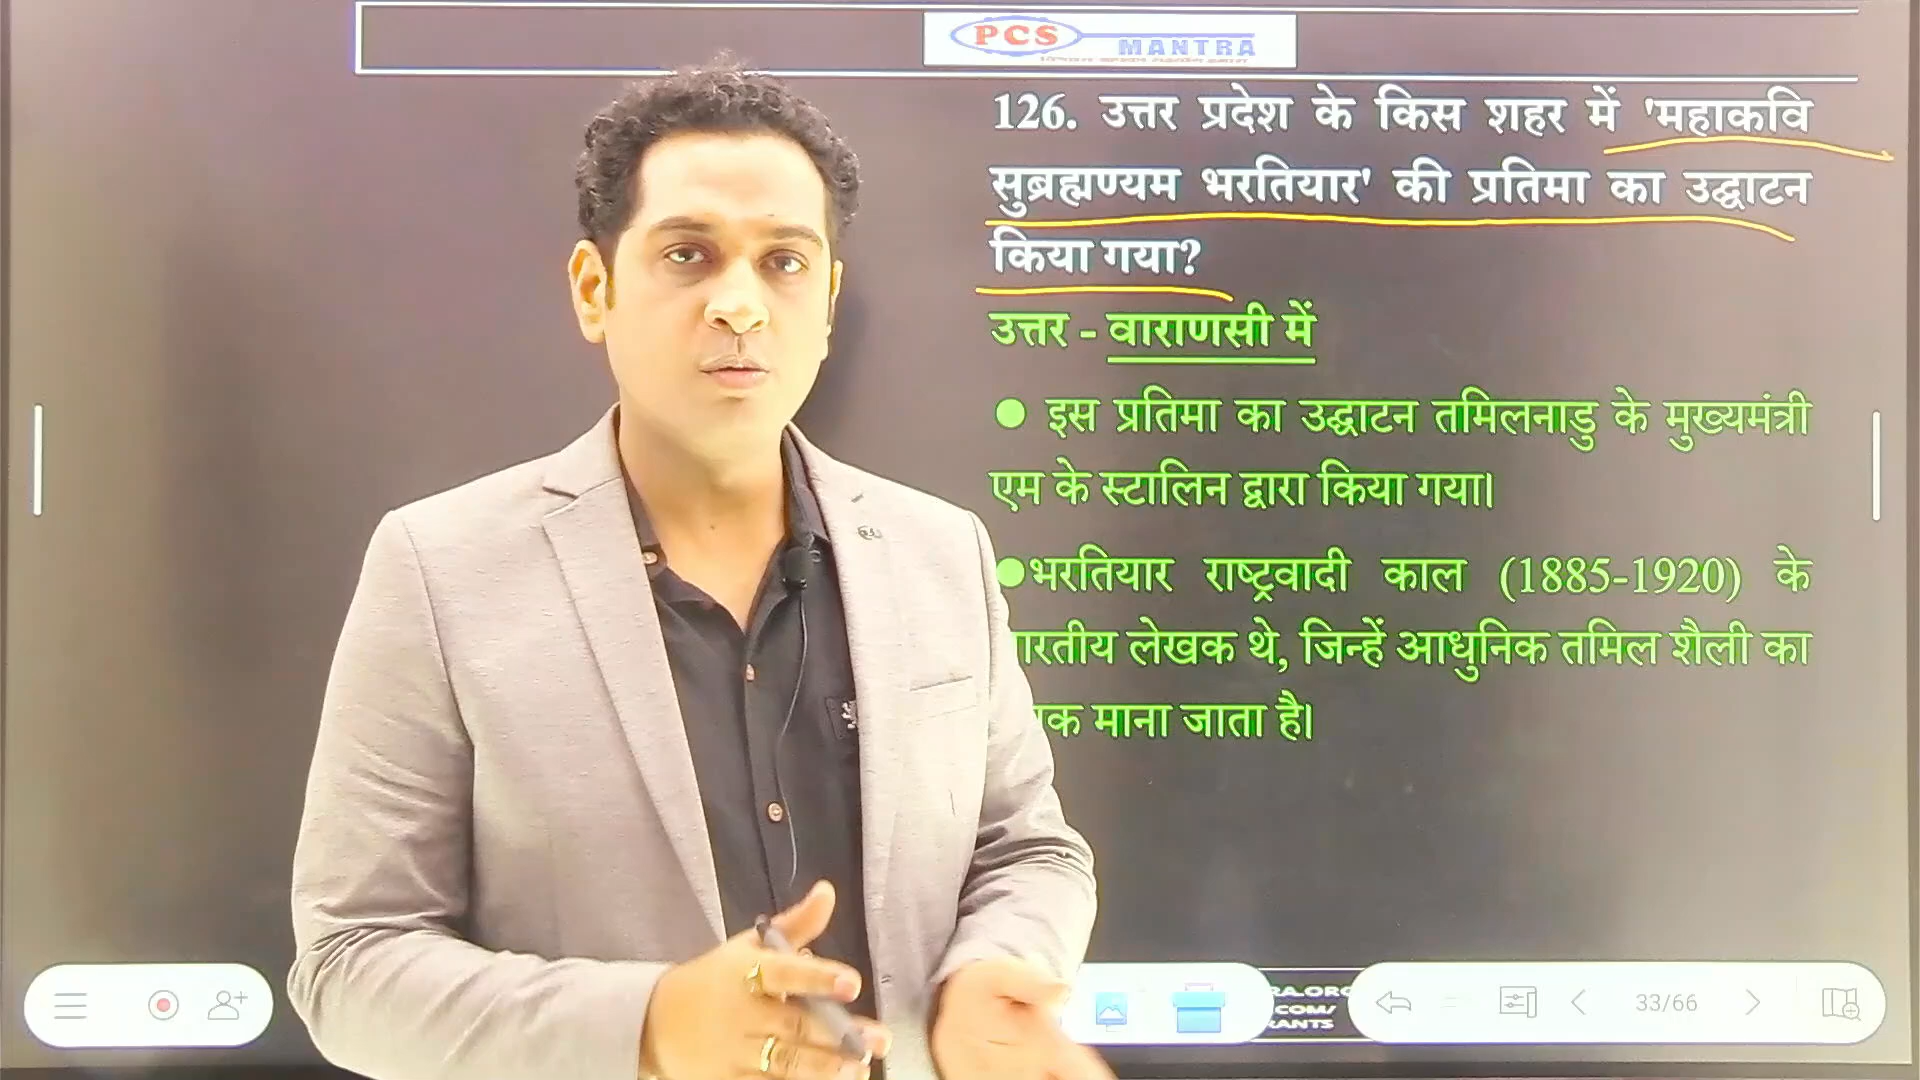 PCS
MANTRA
126. उत्तर प्रदेश के किस शहर में 'महाकवि
सुब्रह्मण्यम भरतियार' की प्रतिमा का उद्घाटन
किया गया?
उत्तर - वाराणसी में
● इस प्रतिमा का उद्घाटन तमिलनाडु के मुख्यमंत्री
एम के स्टालिन द्वारा किया गया।
●भरतियार राष्ट्रवादी काल (1885-1920) के
लेखक थे, जिन्हें आधुनिक तमिल शैली का
माना जाता है।
33/66